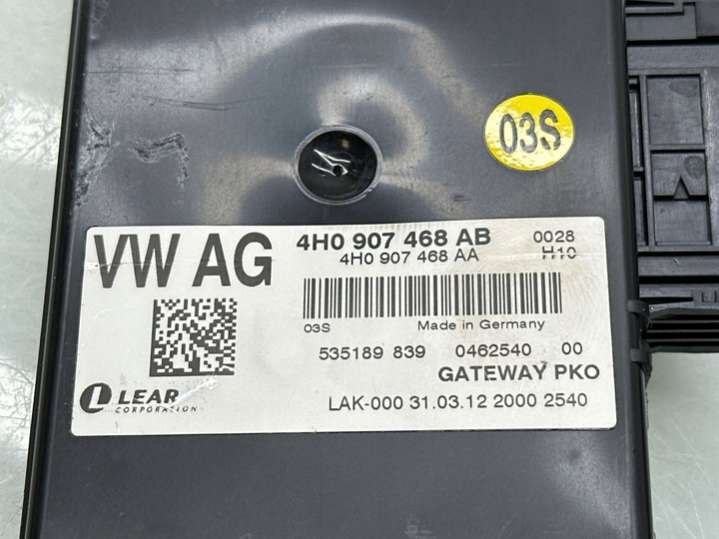 03S
VW AG
4H0 907 468 AB 0028
4H0 907 468 AA H10
03S Made in Germany
535189 839 0462540 00
GATEWAY PKO
LEAR
CORPORATION
LAK-000 31.03.12 2000 2540